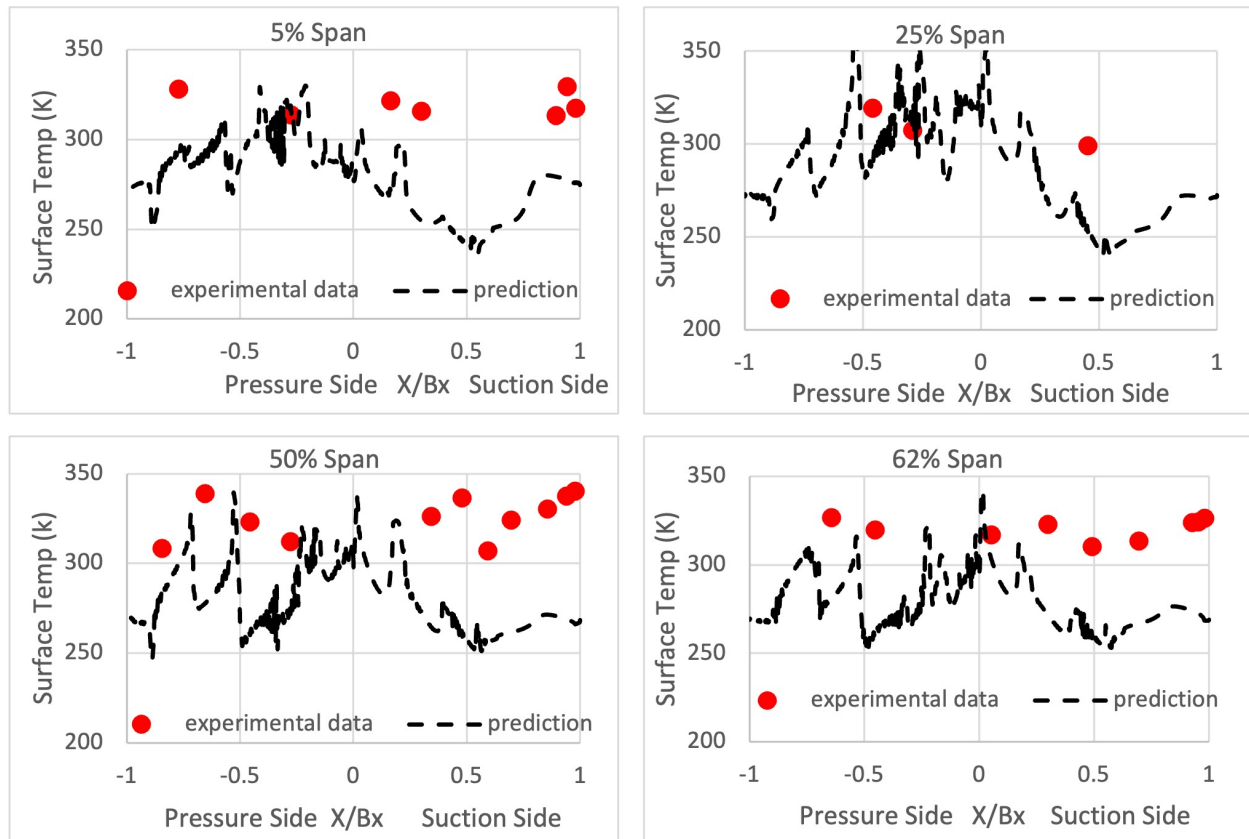 5% Span
350
300
250
200
Surface Temp (K)
experimental data prediction
-1 -0.5 0 0.5 1
Pressure Side X/Bx Suction Side
25% Span
350
300
250
200
Surface Temp (K)
experimental data prediction
-1 -0.5 0 0.5 1
Pressure Side X/Bx Suction Side
50% Span
350
300
250
200
Surface Temp (k)
experimental data prediction
-1 -0.5 0 0.5 1
Pressure Side X/Bx Suction Side
62% Span
350
300
250
200
Surface Temp (K)
experimental data prediction
-1 -0.5 0 0.5 1
Pressure Side X/Bx Suction Side